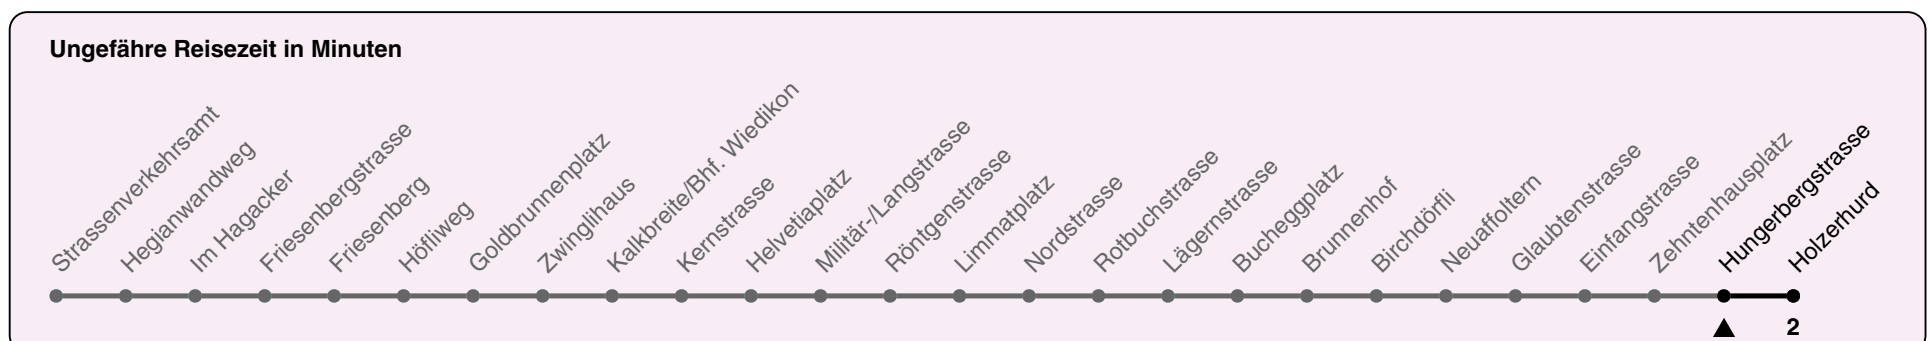 Ungefähre Reisezeit in Minuten
Strassenverkehrsamt
Hegianwandweg
Im Hagacker
Friesenbergstrasse
Friesenberg
Höfliweg
Goldbrunnenplatz
Zwinglihaus
Kalkbreite/Bhf. Wiedikon
Kernstrasse
Helvetiaplatz
Militär-/Langstrasse
Röntgenstrasse
Limmatplatz
Nordstrasse
Rotbuchstrasse
Lägernstrasse
Bucheggplatz
Brunnenhof
Birchdörfli
Neuaffoltern
Glaubtenstrasse
Einfangstrasse
Zehntenhausplatz
Hungerbergstrasse
Holzerhurd
2